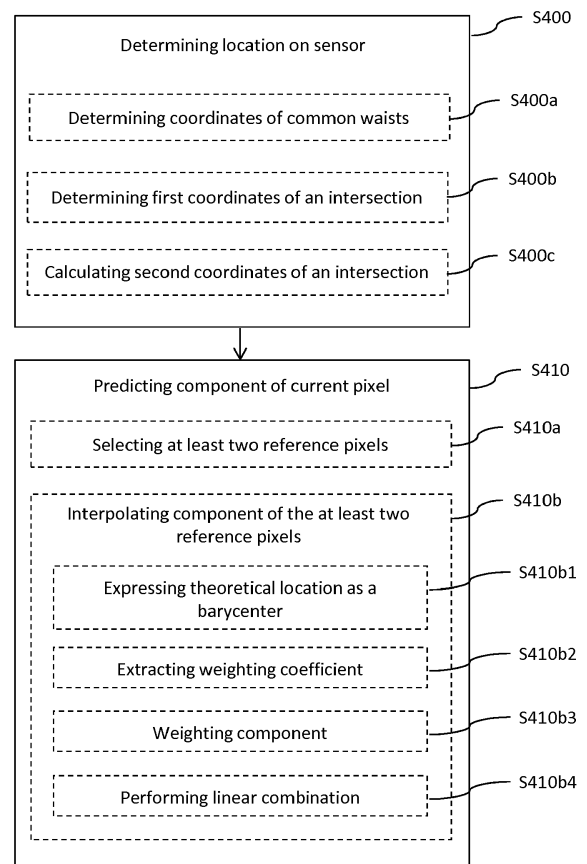 Determining location on sensor
S400
Determining coordinates of common waists
S400a
Determining first coordinates of an intersection
S400b
Calculating second coordinates of an intersection
S400c
Predicting component of current pixel
S410
Selecting at least two reference pixels
S410a
Interpolating component of the at least two
reference pixels
S410b
Expressing theoretical location as a
barycenter
S410b1
Extracting weighting coefficient
S410b2
Weighting component
S410b3
Performing linear combination
S410b4